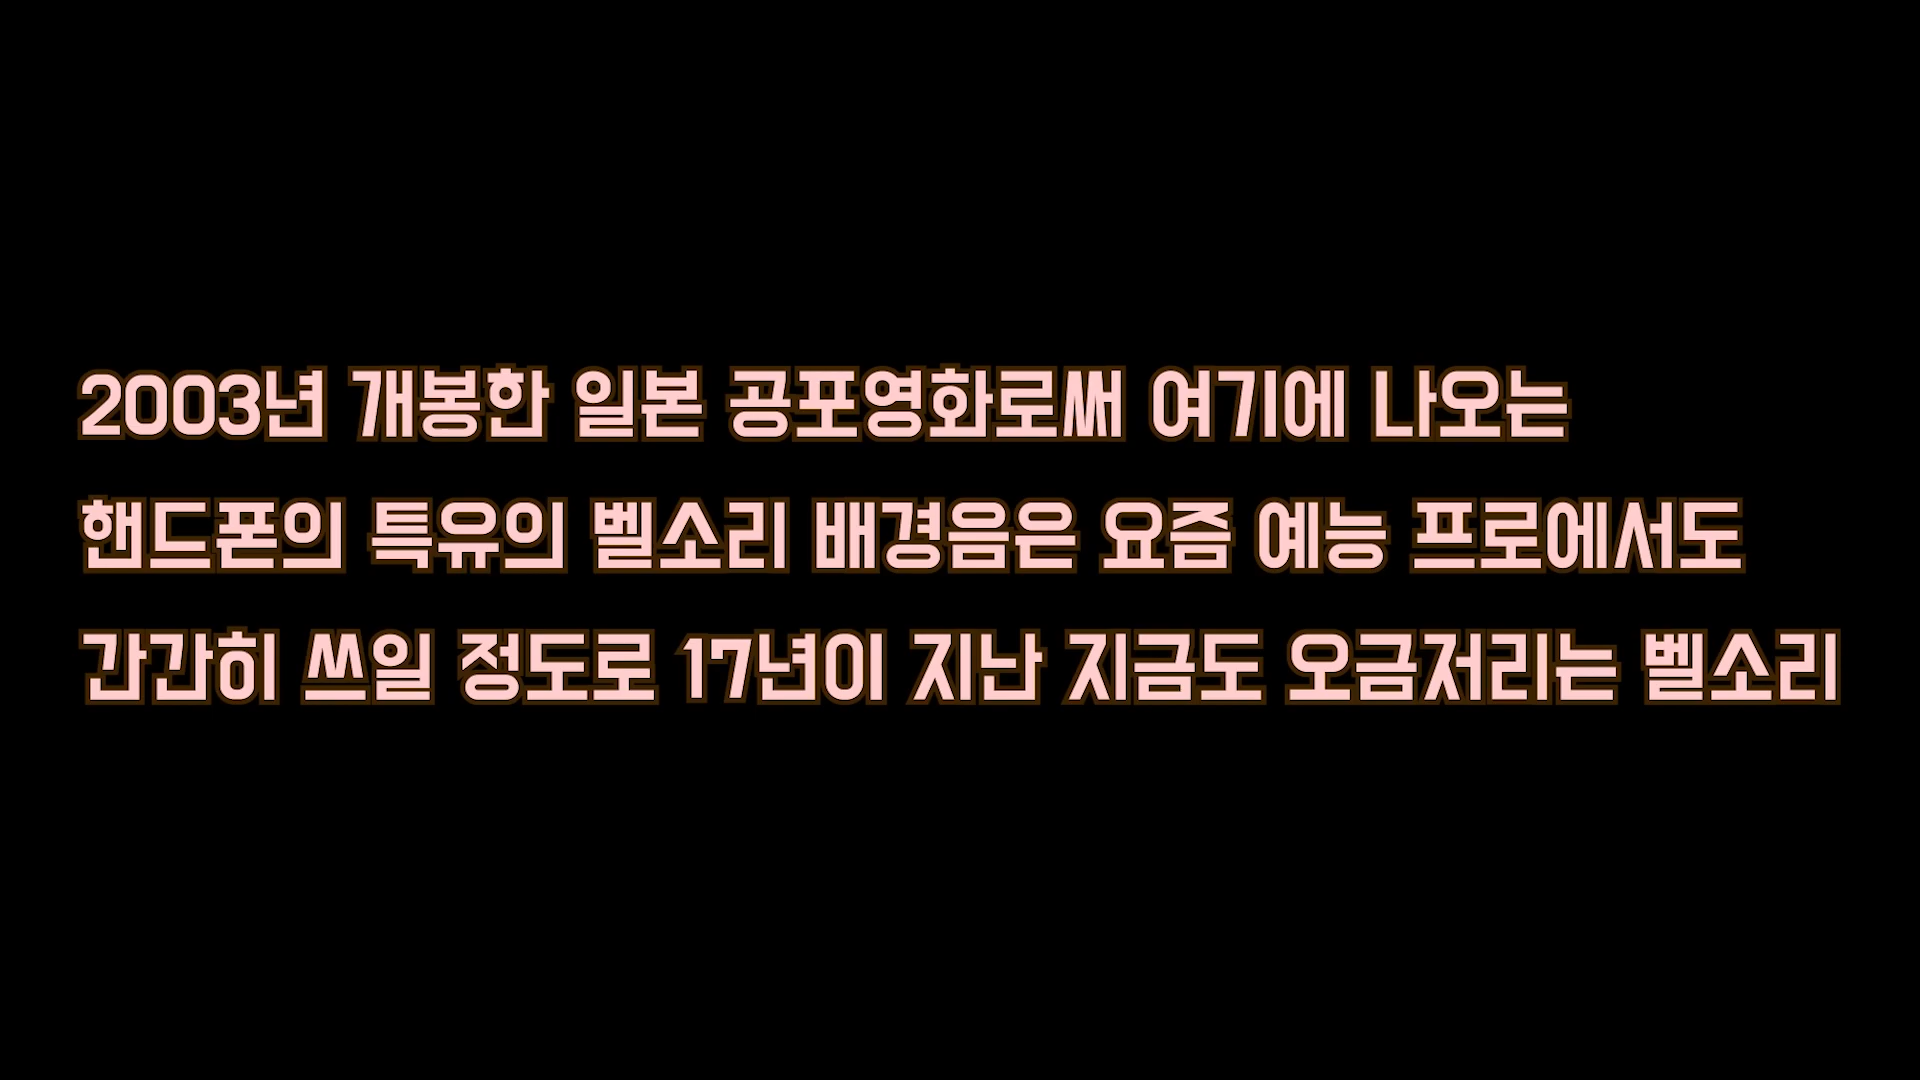 2003년 개봉한 일본 공포영화로써 여기에 나오는
핸드폰의 특유의 벨소리 배경음은 요즘 예능 프로에서도
간간히 쓰일 정도로 17년이 지난 지금도 오금저리는 벨소리